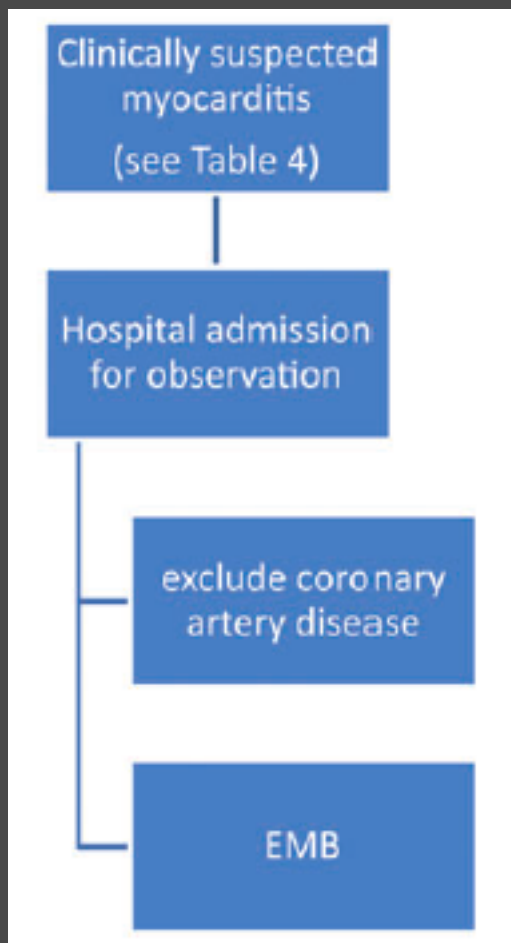 Clinically suspected
myocarditis
(see Table 4)
Hospital admission
for observation
exclude coronary
artery disease
EMB